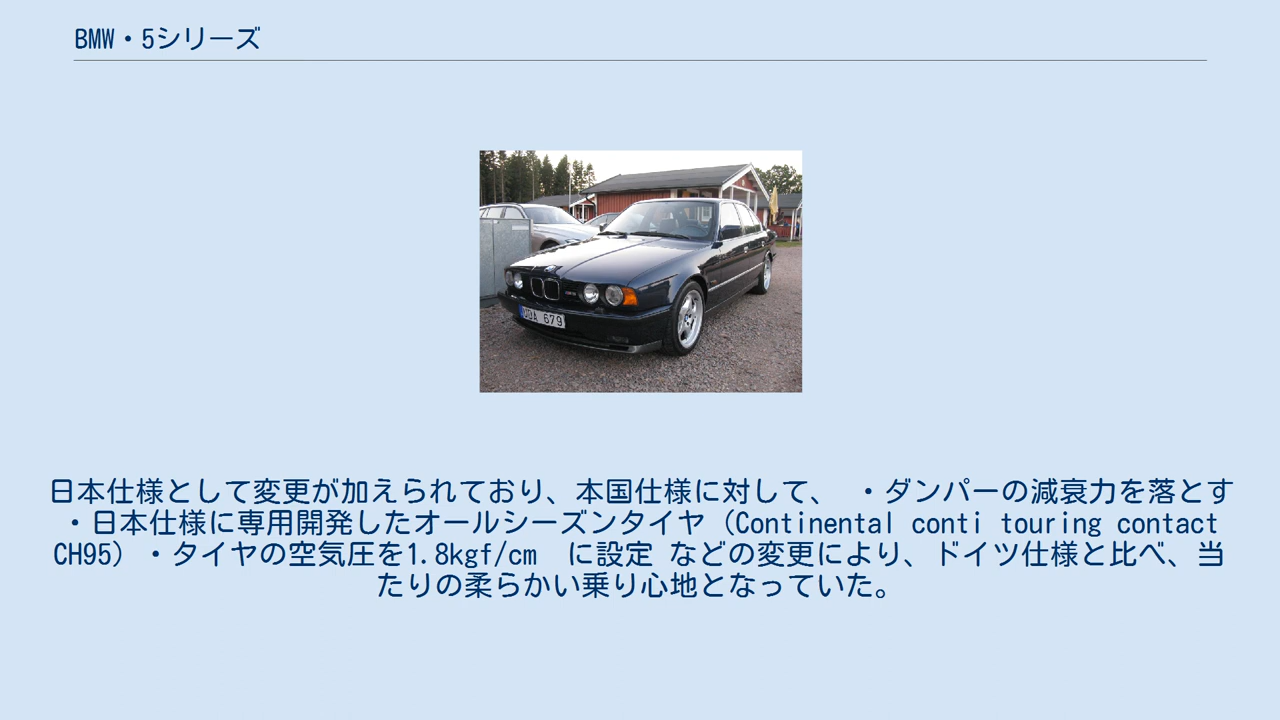 BMW・5シリーズ
CDA 679
日本仕様として変更が加えられており、本国仕様に対して、 ・ダンパーの減衰力を落とす
・日本仕様に専用開発したオールシーズンタイヤ（Continental conti touring contact
CH95）・タイヤの空気圧を1.8kgf/cm　に設定 などの変更により、ドイツ仕様と比べ、当
たりの柔らかい乗り心地となっていた。